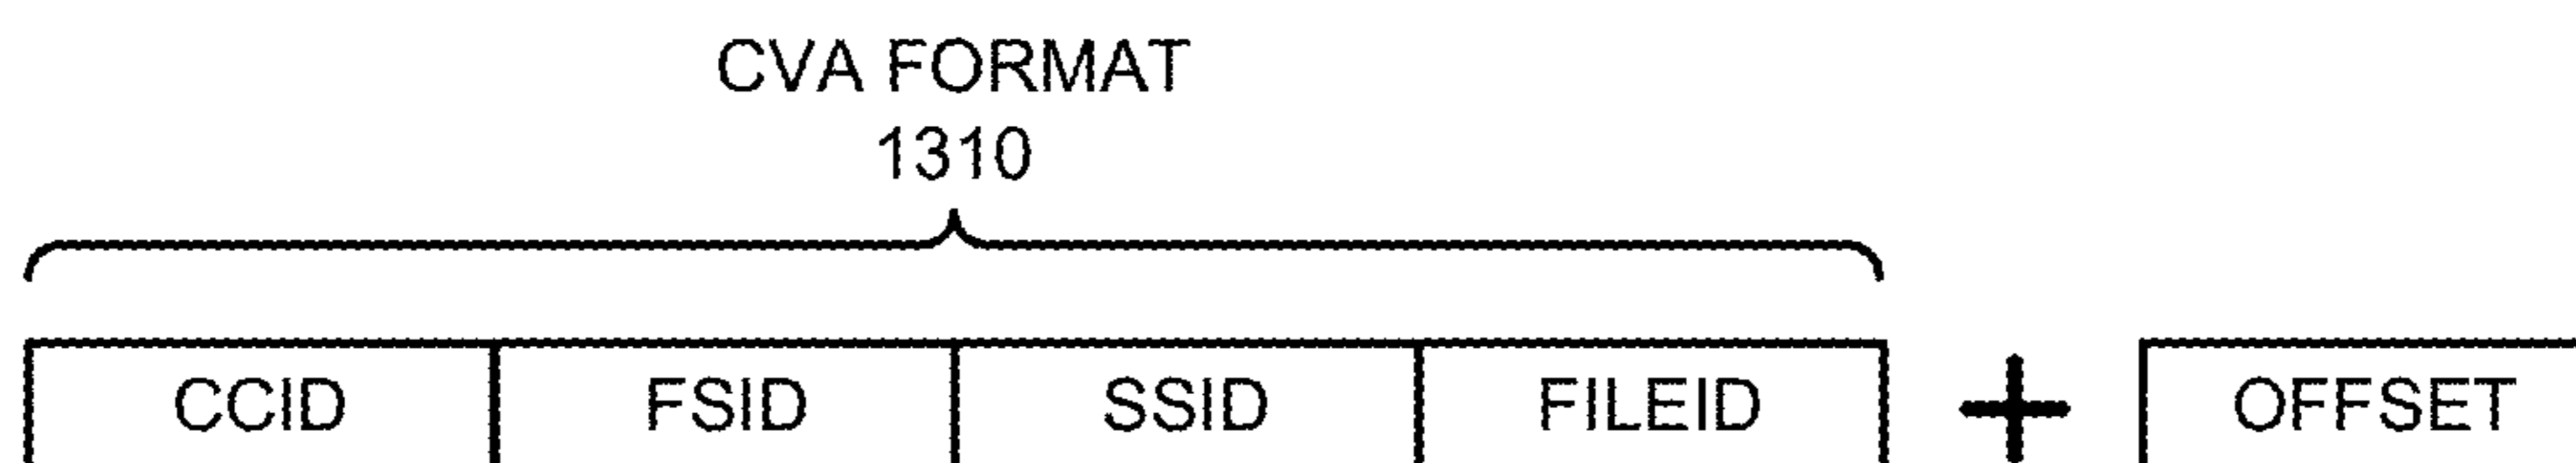 CVA FORMAT
1310
CCID FSID SSID FILEID + OFFSET